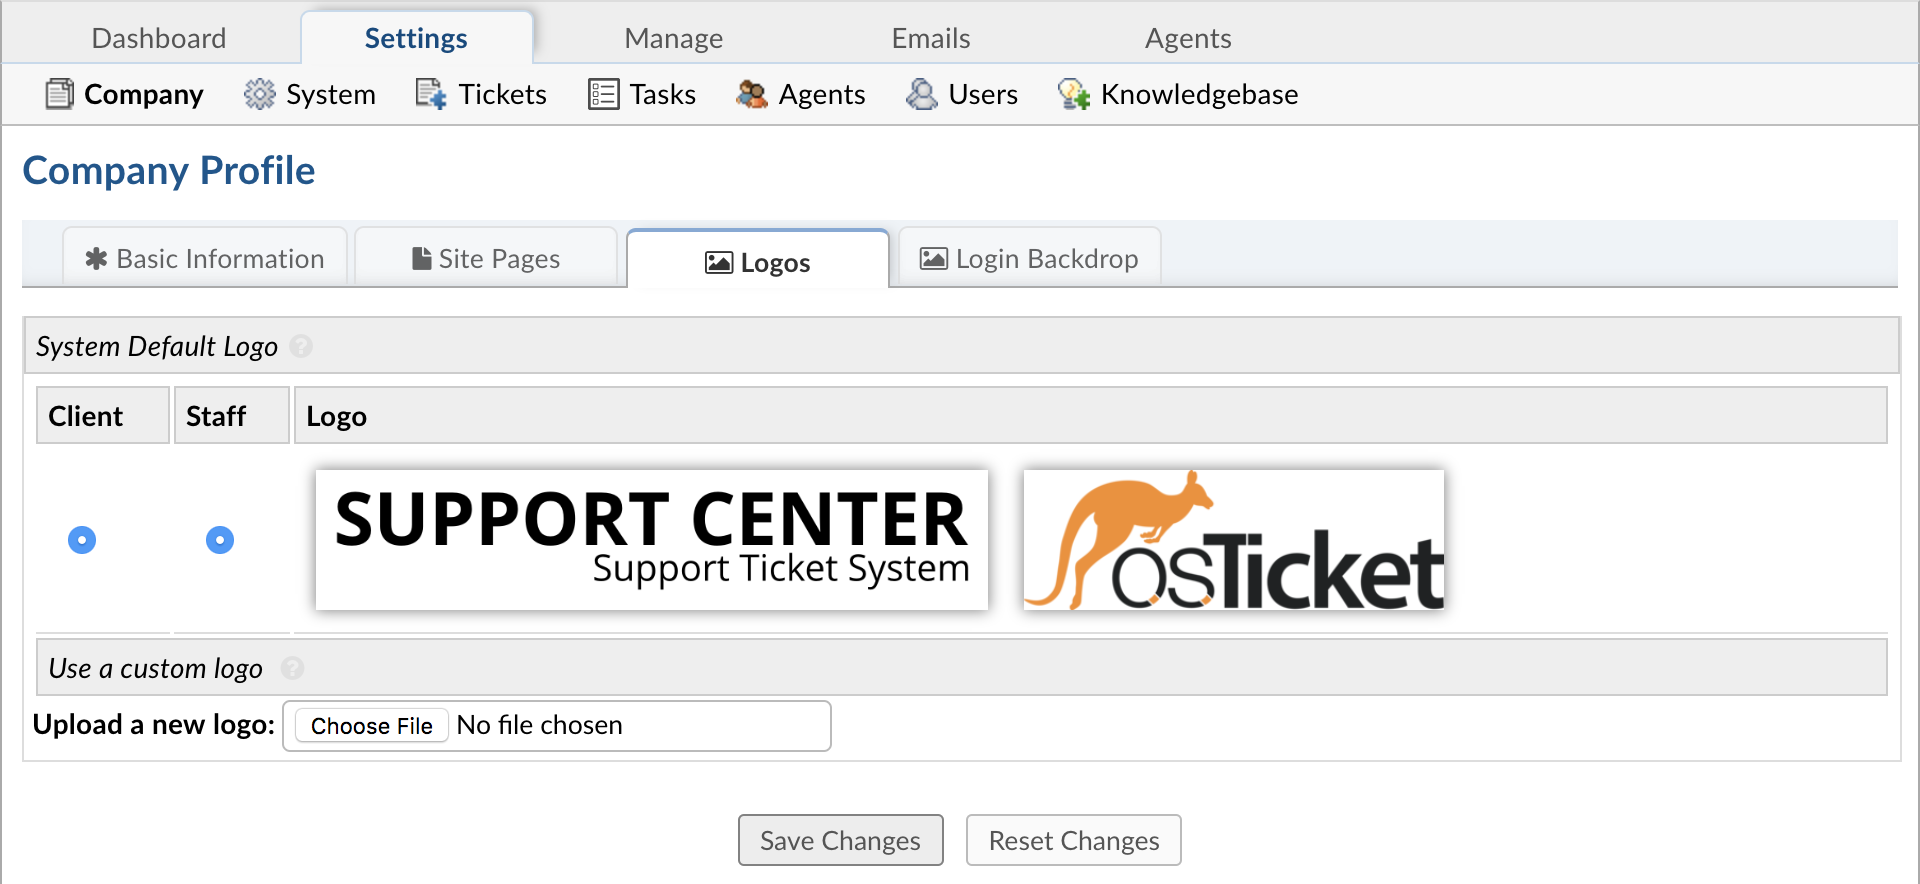 Dashboard Settings Manage Emails Agents
Company System Tickets Tasks Agents Users Knowledgebase
Company Profile
Basic Information Site Pages Logos Login Backdrop
System Default Logo ?
Client Staff Logo
SUPPORT CENTER
Support Ticket System
osTicket
Use a custom logo ?
Upload a new logo: Choose File No file chosen
Save Changes Reset Changes